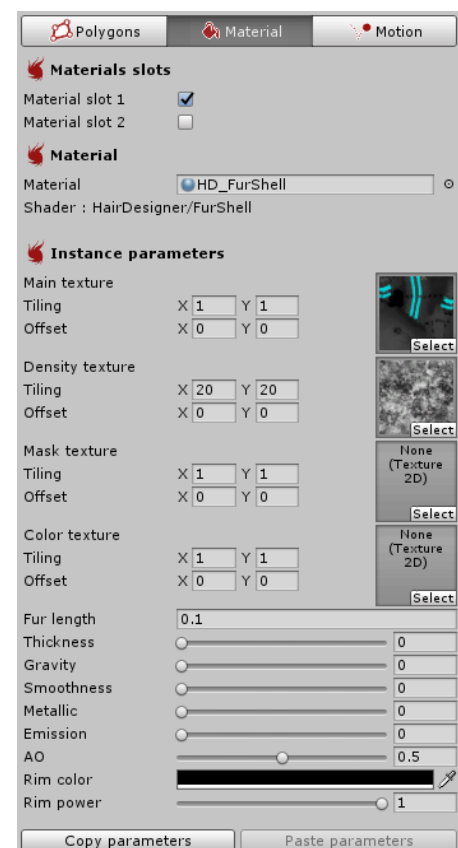 Polygons Material Motion
Materials slots
Material slot 1
Material slot 2
Material
Material HD_FurShell
Shader : HairDesigner/FurShell
Instance parameters
Main texture
Tiling X 1 Y 1
Offset X 0 Y 0
Select
Density texture
Tiling X 20 Y 20
Offset X 0 Y 0
Select
Mask texture
None
(Texture
2D)
Tiling X 1 Y 1
Offset X 0 Y 0
Select
Color texture
None
(Texture
2D)
Tiling X 1 Y 1
Offset X 0 Y 0
Select
Fur length 0.1
Thickness 0
Gravity 0
Smoothness 0
Metallic 0
Emission 0
AO 0.5
Rim color
Rim power 1
Copy parameters Paste parameters